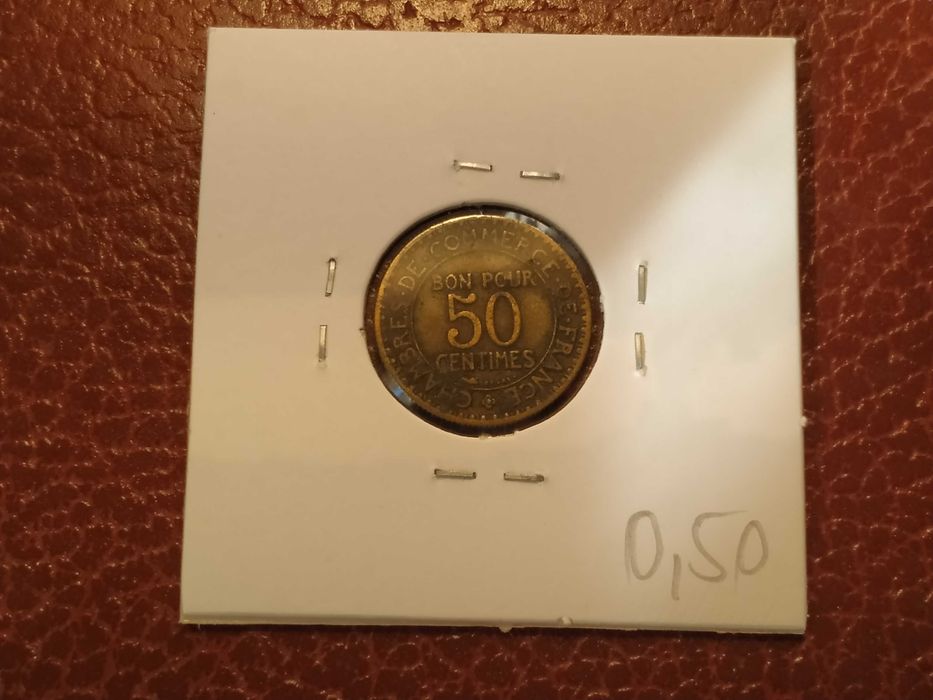 CHAMBRES · DE · COMMERCE · DE · FRANCE
BON POUR
50
CENTIMES
0,50